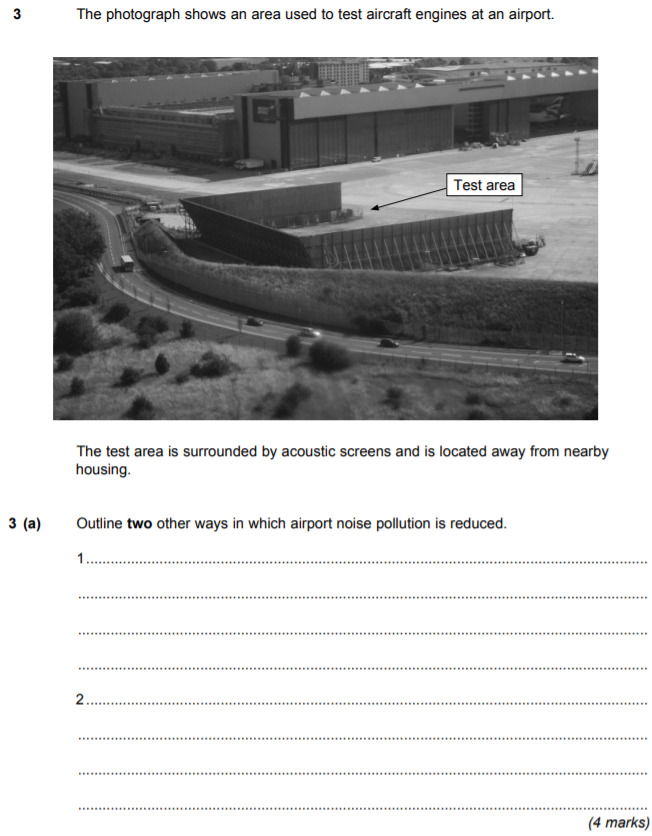 3 The photograph shows an area used to test aircraft engines at an airport.
Test area
The test area is surrounded by acoustic screens and is located away from nearby
housing.
3 (a) Outline two other ways in which airport noise pollution is reduced.
1
2
(4 marks)